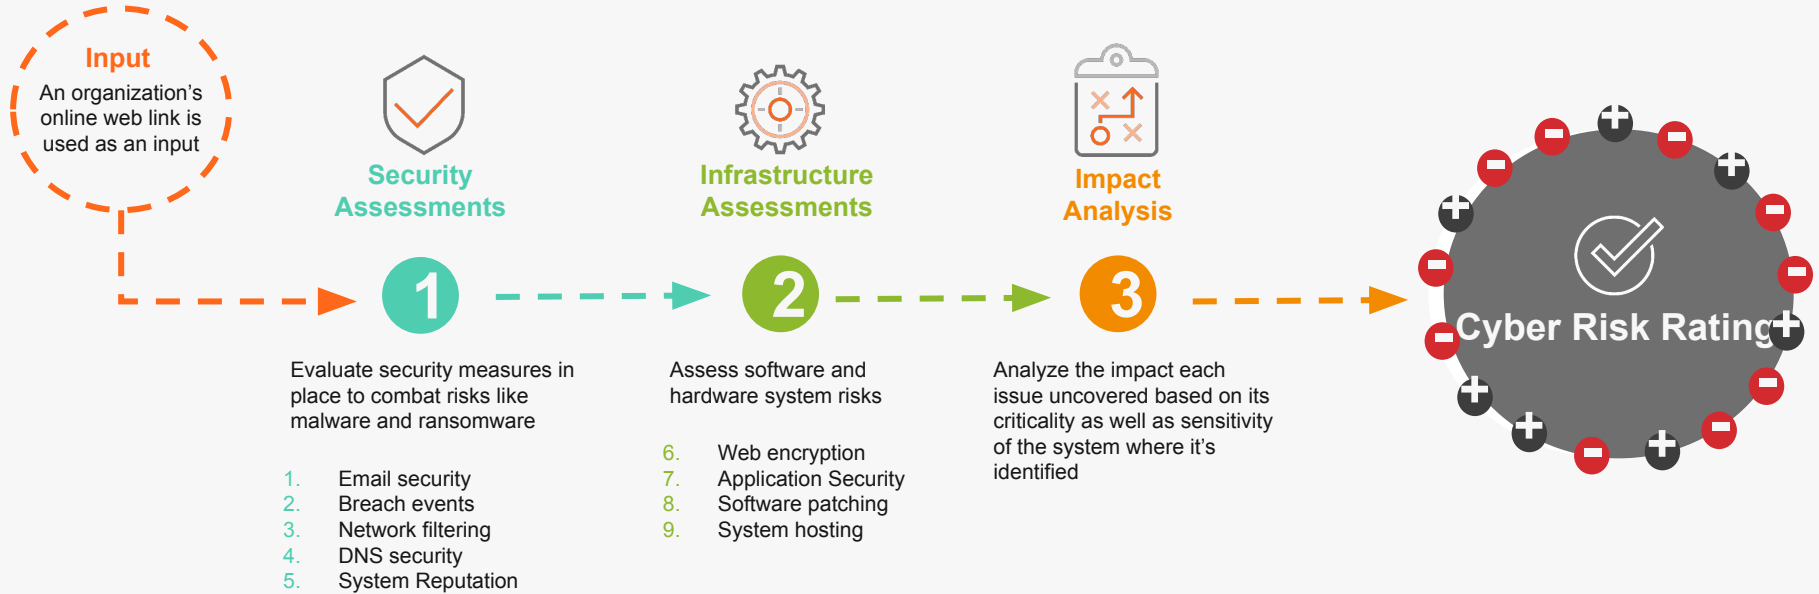 Input
An organization's
online web link is
used as an input
Security
Assessments
1
Evaluate security measures in
place to combat risks like
malware and ransomware
1. Email security
2. Breach events
3. Network filtering
4. DNS security
5. System Reputation
Infrastructure
Assessments
2
Assess software and
hardware system risks
6. Web encryption
7. Application Security
8. Software patching
9. System hosting
Impact
Analysis
3
Analyze the impact each
issue uncovered based on its
criticality as well as sensitivity
of the system where it's
identified
Cyber Risk Rating